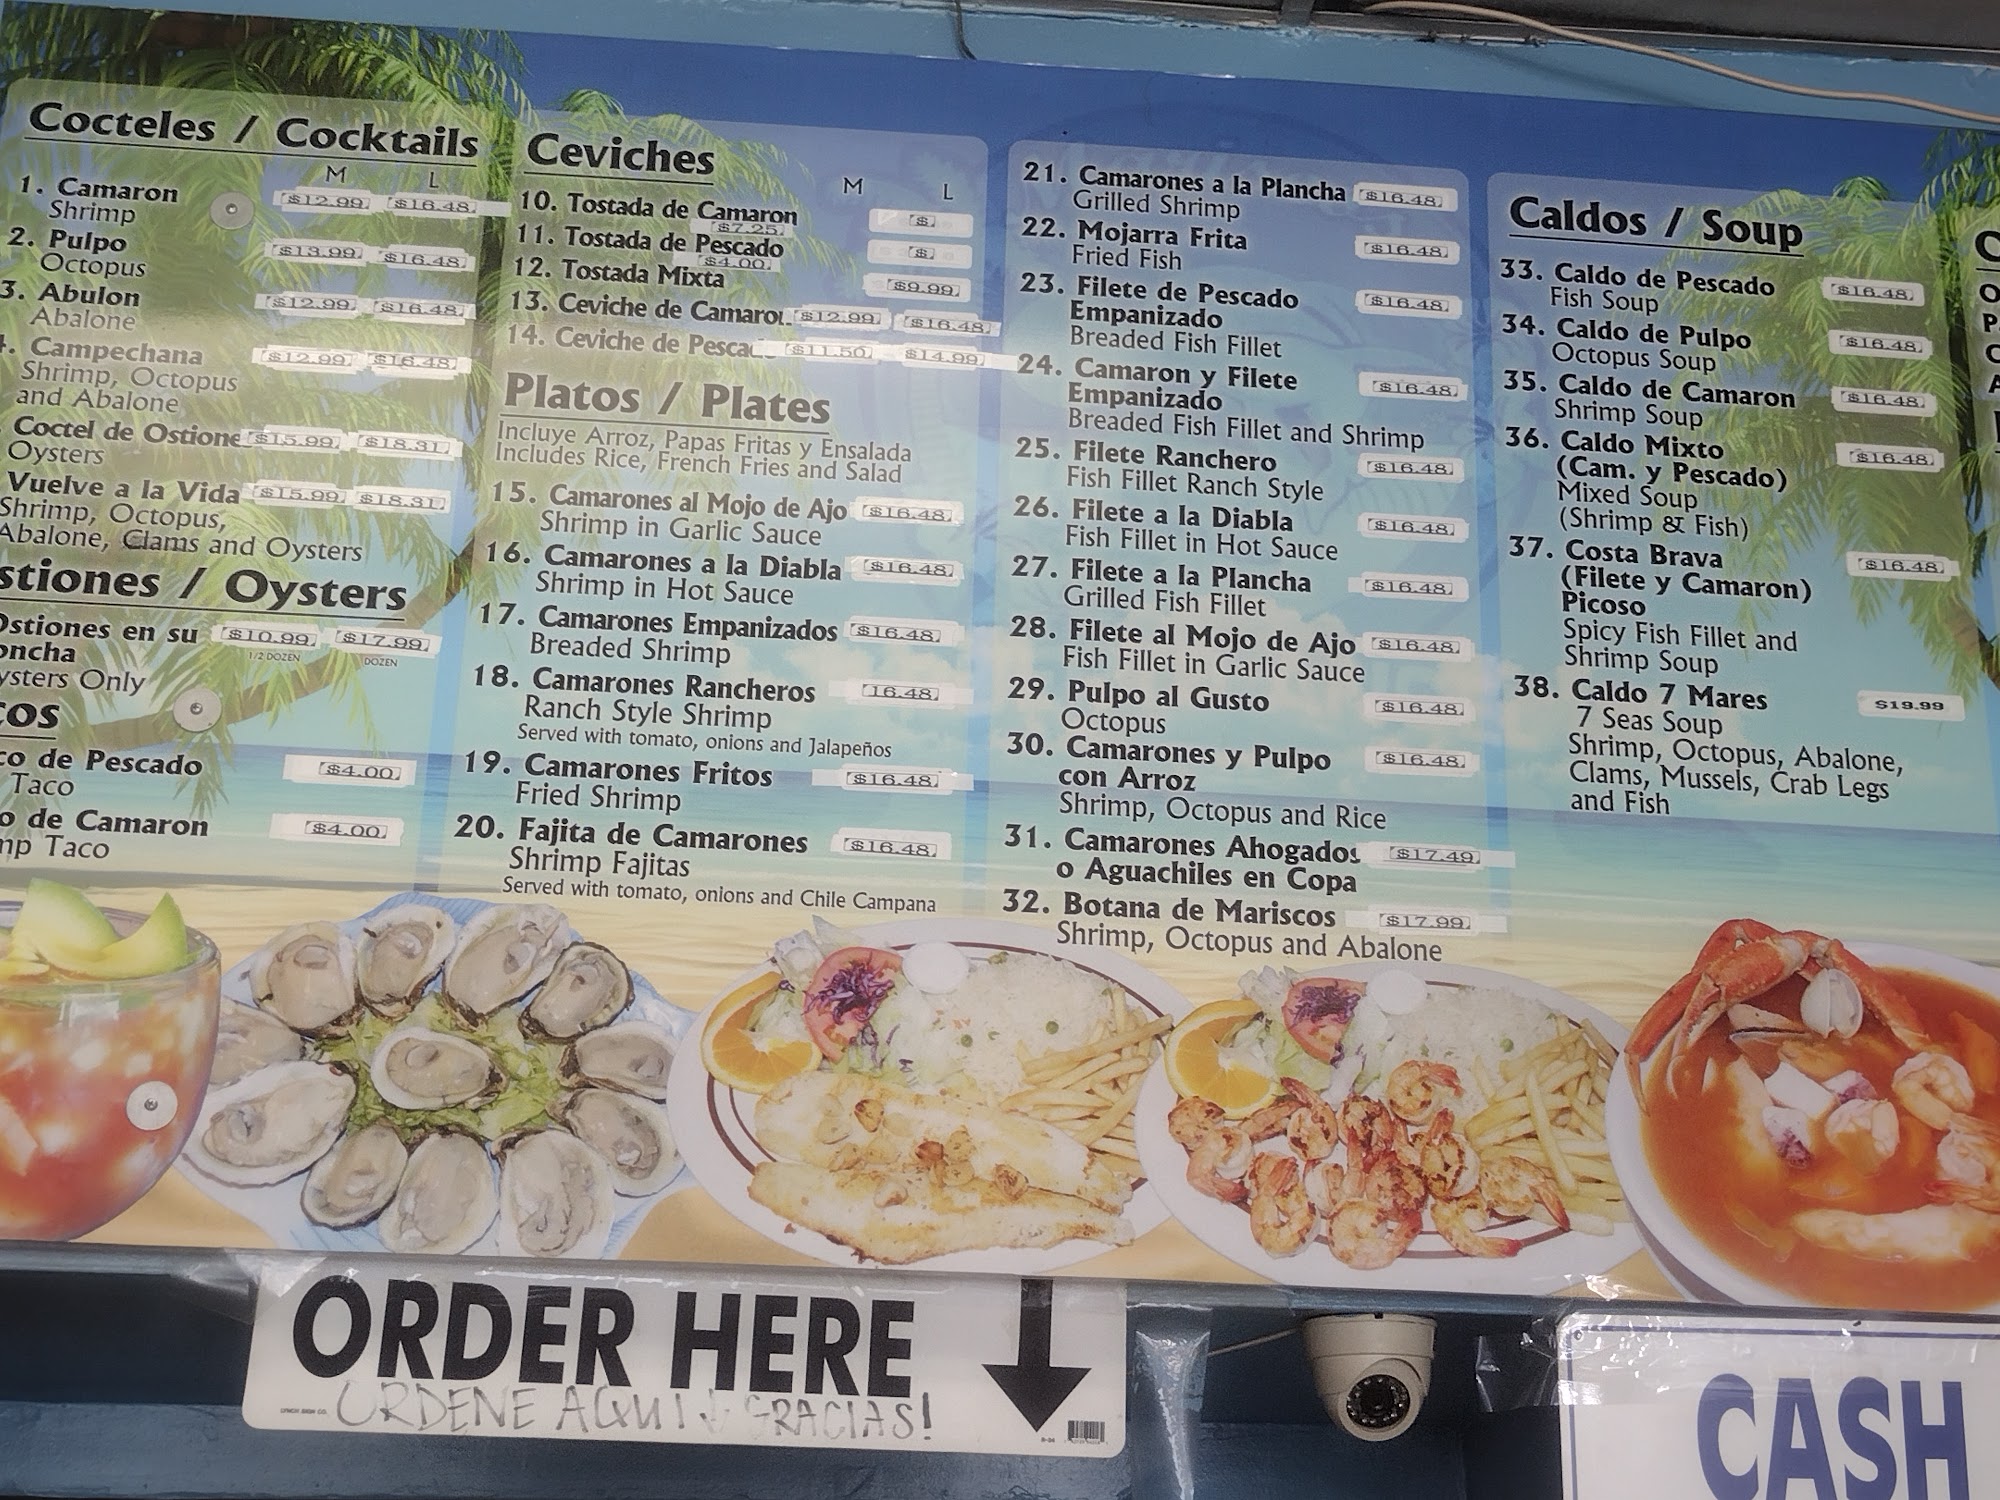 Cocteles / Cocktails
M L
1. Camaron $12.99 $16.48
Shrimp
2. Pulpo $13.99 $16.48
Octopus
3. Abulon $12.99 $16.48
Abalone
4. Campechana $12.99 $16.48
Shrimp, Octopus
and Abalone
Coctel de Ostione $15.99 $18.31
Oysters
Vuelve a la Vida $15.99 $18.31
Shrimp, Octopus,
Abalone, Clams and Oysters
stiones / Oysters
Ostiones en su $10.99 $17.99
1/2 DOZEN DOZEN
oncha
ysters Only
cos
co de Pescado $4.00
Taco
o de Camaron $4.00
mp Taco
Ceviches
M L
10. Tostada de Camaron $
$7.25
11. Tostada de Pescado $
$4.00
12. Tostada Mixta $9.99
13. Ceviche de Camaro $12.99 $16.48
14. Ceviche de Pesca $11.50 $14.99
Platos / Plates
Incluye Arroz, Papas Fritas y Ensalada
Includes Rice, French Fries and Salad
15. Camarones al Mojo de Ajo $16.48
Shrimp in Garlic Sauce
16. Camarones a la Diabla $16.48
Shrimp in Hot Sauce
17. Camarones Empanizados $16.48
Breaded Shrimp
18. Camarones Rancheros 16.48
Ranch Style Shrimp
Served with tomato, onions and Jalapeños
19. Camarones Fritos $16.48
Fried Shrimp
20. Fajita de Camarones $16.48
Shrimp Fajitas
Served with tomato, onions and Chile Campana
21. Camarones a la Plancha $16.48
Grilled Shrimp
22. Mojarra Frita $16.48
Fried Fish
23. Filete de Pescado $16.48
Empanizado
Breaded Fish Fillet
24. Camaron y Filete $16.48
Empanizado
Breaded Fish Fillet and Shrimp
25. Filete Ranchero $16.48
Fish Fillet Ranch Style
26. Filete a la Diabla $16.48
Fish Fillet in Hot Sauce
27. Filete a la Plancha $16.48
Grilled Fish Fillet
28. Filete al Mojo de Ajo $16.48
Fish Fillet in Garlic Sauce
29. Pulpo al Gusto $16.48
Octopus
30. Camarones y Pulpo $16.48
con Arroz
Shrimp, Octopus and Rice
31. Camarones Ahogados $17.49
o Aguachiles en Copa
32. Botana de Mariscos $17.99
Shrimp, Octopus and Abalone
Caldos / Soup
33. Caldo de Pescado $16.48
Fish Soup
34. Caldo de Pulpo $16.48
Octopus Soup
35. Caldo de Camaron $16.48
Shrimp Soup
36. Caldo Mixto $16.48
(Cam. y Pescado)
Mixed Soup
(Shrimp & Fish)
37. Costa Brava $16.48
(Filete y Camaron)
Picoso
Spicy Fish Fillet and
Shrimp Soup
38. Caldo 7 Mares $19.99
7 Seas Soup
Shrimp, Octopus, Abalone,
Clams, Mussels, Crab Legs
and Fish
ORDER HERE
ORDENE AQUI ↓ GRACIAS!
CASH